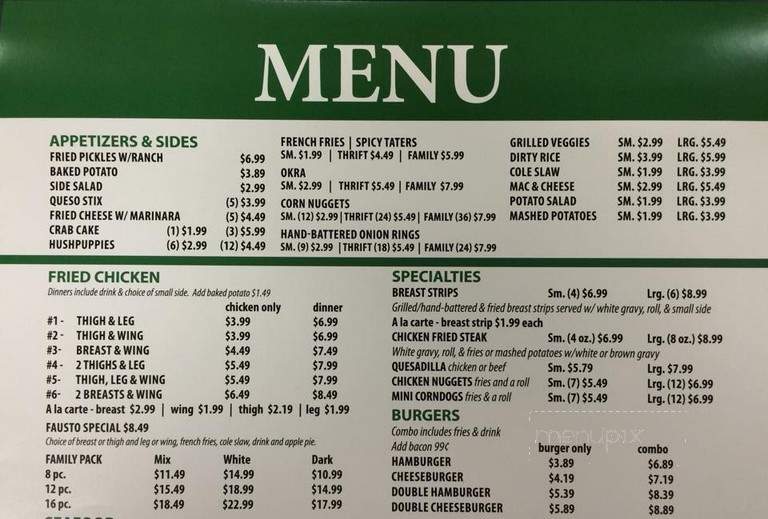 MENU
APPETIZERS & SIDES
FRIED PICKLES W/RANCH $6.99
BAKED POTATO $3.89
SIDE SALAD $2.99
QUESO STIX (5) $3.99
FRIED CHEESE W/ MARINARA (5) $4.49
CRAB CAKE (1) $1.99 (3) $5.99
HUSHPUPPIES (6) $2.99 (12) $4.49
FRENCH FRIES | SPICY TATERS
SM. $1.99 | THRIFT $4.49 | FAMILY $5.99
OKRA
SM. $2.99 | THRIFT $5.49 | FAMILY $7.99
CORN NUGGETS
SM. (12) $2.99 | THRIFT (24) $5.49 | FAMILY (36) $7.99
HAND-BATTERED ONION RINGS
SM. (9) $2.99 | THRIFT (18) $5.49 | FAMILY (24) $7.99
GRILLED VEGGIES SM. $2.99 LRG. $5.49
DIRTY RICE SM. $3.99 LRG. $5.99
COLE SLAW SM. $1.99 LRG. $3.99
MAC & CHEESE SM. $2.99 LRG. $5.49
POTATO SALAD SM. $1.99 LRG. $3.99
MASHED POTATOES SM. $1.99 LRG. $3.99
FRIED CHICKEN
Dinners include drink & choice of small side. Add baked potato $1.49
chicken only dinner
#1- THIGH & LEG $3.99 $6.99
#2 - THIGH & WING $3.99 $6.99
#3- BREAST & WING $4.49 $7.49
#4 - 2 THIGHS & LEG $5.49 $7.99
#5- THIGH, LEG & WING $5.49 $7.99
#6- 2 BREASTS & WING $6.49 $8.49
A la carte - breast $2.99 | wing $1.99 | thigh $2.19 | leg $1.99
FAUSTO SPECIAL $8.49
Choice of breast or thigh and leg or wing, french fries, cole slaw, drink and apple pie.
FAMILY PACK Mix White Dark
8 pc. $11.49 $14.99 $10.99
12 pc. $15.49 $18.99 $14.99
16 pc. $18.49 $22.99 $17.99
SPECIALTIES
BREAST STRIPS Sm. (4) $6.99 Lrg. (6) $8.99
Grilled/hand-battered & fried breast strips served w/ white gravy, roll, & small side
A la carte - breast strip $1.99 each
CHICKEN FRIED STEAK Sm. (4 oz.) $6.99 Lrg. (8 oz.) $8.99
White gravy, roll, & fries or mashed potatoes w/white or brown gravy
QUESADILLA chicken or beef Sm. $5.79 Lrg. $7.99
CHICKEN NUGGETS fries and a roll Sm. (7) $5.49 Lrg. (12) $6.99
MINI CORNDOGS fries & a roll Sm. (7) $5.49 Lrg. (12) $6.99
BURGERS
Combo includes fries & drink
Add bacon 99¢ burger only combo
HAMBURGER $3.89 $6.89
CHEESEBURGER $4.19 $7.19
DOUBLE HAMBURGER $5.39 $8.39
DOUBLE CHEESEBURGER $5.89 $8.89
menupix